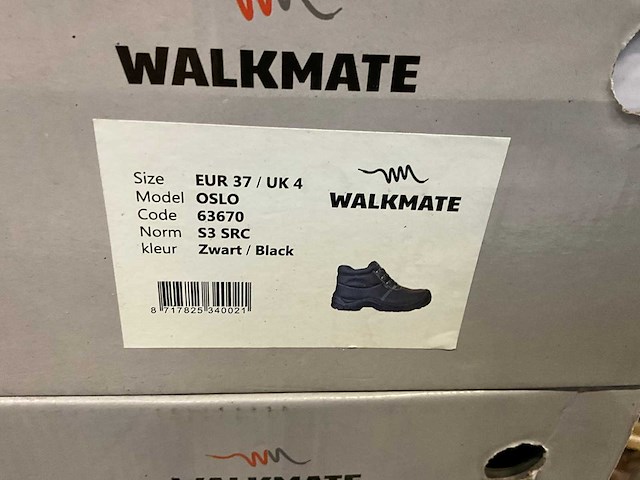 WALKMATE
Size EUR 37 / UK 4
Model OSLO
Code 63670
Norm S3 SRC
kleur Zwart / Black
WALKMATE
8 717825 340021
WALKMATE